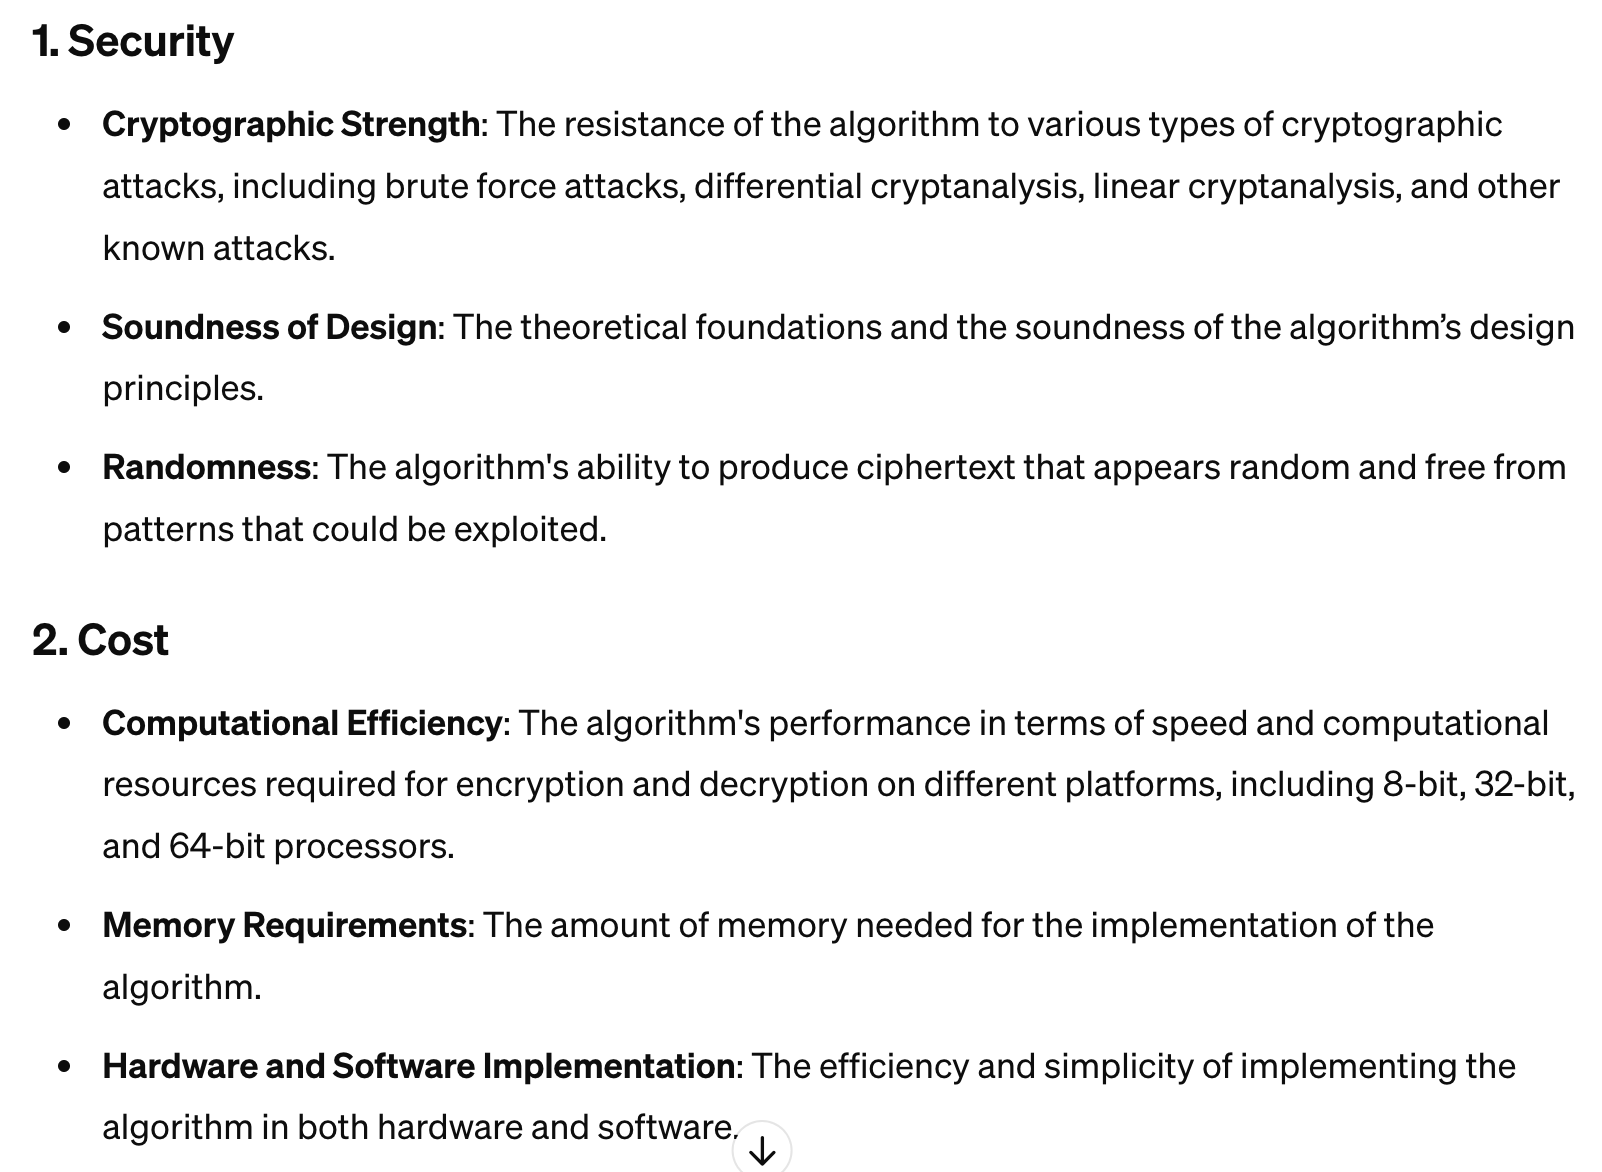 1. Security
• Cryptographic Strength: The resistance of the algorithm to various types of cryptographic
attacks, including brute force attacks, differential cryptanalysis, linear cryptanalysis, and other
known attacks.
• Soundness of Design: The theoretical foundations and the soundness of the algorithm’s design
principles.
• Randomness: The algorithm's ability to produce ciphertext that appears random and free from
patterns that could be exploited.
2. Cost
• Computational Efficiency: The algorithm's performance in terms of speed and computational
resources required for encryption and decryption on different platforms, including 8-bit, 32-bit,
and 64-bit processors.
• Memory Requirements: The amount of memory needed for the implementation of the
algorithm.
• Hardware and Software Implementation: The efficiency and simplicity of implementing the
algorithm in both hardware and software.